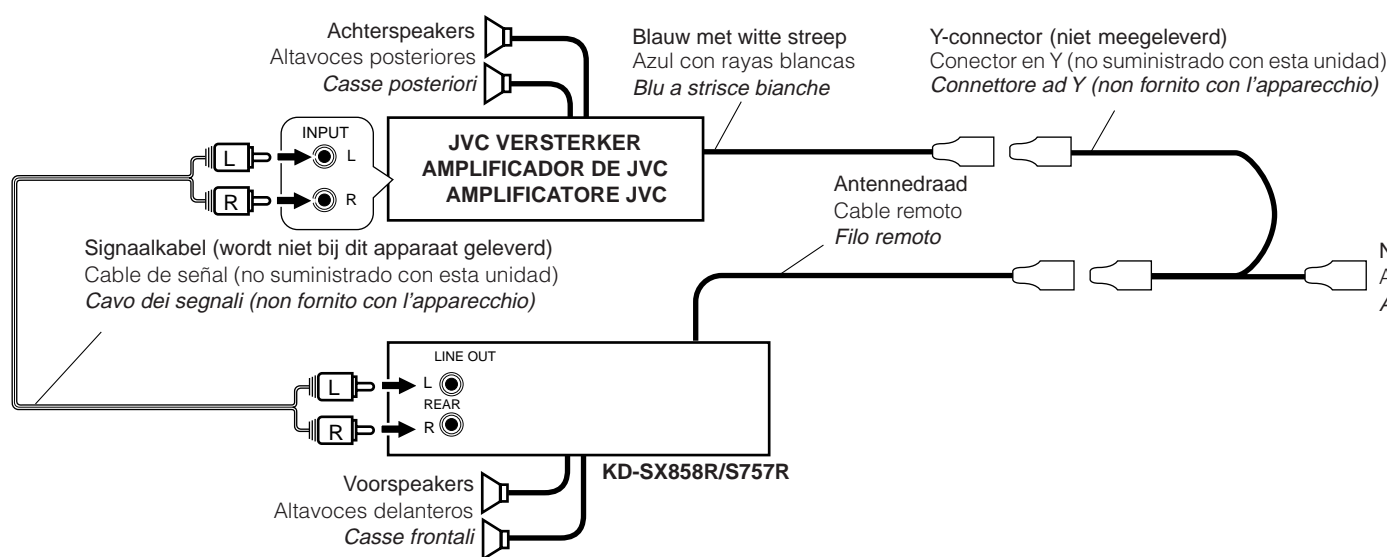 Achterspeakers
Altavoces posteriores
Casse posteriori
Blauw met witte streep
Azul con rayas blancas
Blu a strisce bianche
Y-connector (niet meegeleverd)
Conector en Y (no suministrado con esta unidad)
Connettore ad Y (non fornito con l'apparecchio)
INPUT
L
L
R
R
JVC VERSTERKER
AMPLIFICADOR DE JVC
AMPLIFICATORE JVC
Antennedraad
Cable remoto
Filo remoto
Signaalkabel (wordt niet bij dit apparaat geleverd)
Cable de señal (no suministrado con esta unidad)
Cavo dei segnali (non fornito con l'apparecchio)
N
A
A
LINE OUT
L
L
REAR
R
R
KD-SX858R/S757R
Voorspeakers
Altavoces delanteros
Casse frontali